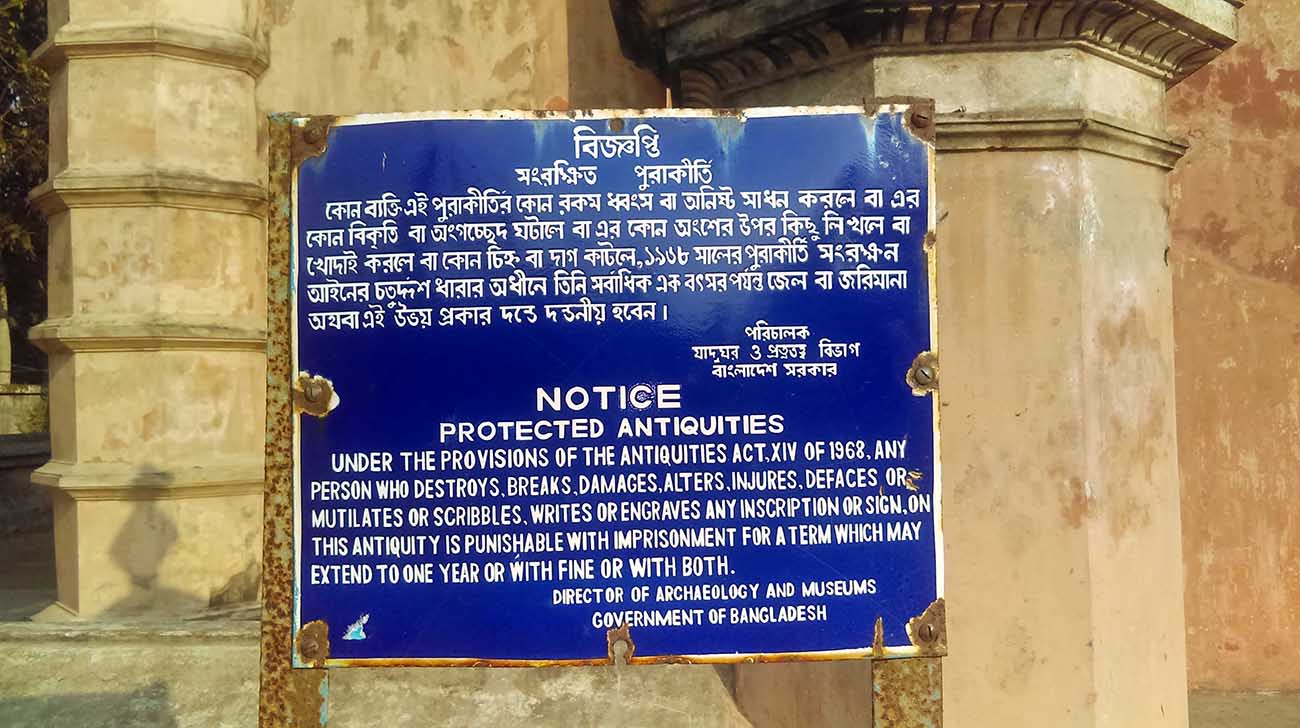 বিজ্ঞপ্তি
সংরক্ষিত পুরাকীর্তি
কোন ব্যক্তি এই পুরাকীর্তির কোন রকম ধ্বংস বা অনিষ্ট সাধন করলে বা এর
কোন বিকৃতি বা অংগচ্ছেদ ঘটালে বা এর কোন অংশের উপর কিছু লিখলে বা
খোদাই করলে বা কোন চিহ্ন বা দাগ কাটলে, ১৯৬৮ সালের পুরাকীর্তি সংরক্ষন
আইনের চতুর্দ্দশ ধারার অধীনে তিনি সর্বাধিক এক বৎসর পর্যন্ত জেল বা জরিমানা
অথবা এই উভয় প্রকার দন্ডে দন্ডনীয় হবেন।
পরিচালক
যাদুঘর ও প্রত্নতত্ত্ব বিভাগ
বাংলাদেশ সরকার
NOTICE
PROTECTED ANTIQUITIES
UNDER THE PROVISIONS OF THE ANTIQUITIES ACT, XIV OF 1968, ANY
PERSON WHO DESTROYS, BREAKS, DAMAGES, ALTERS, INJURES, DEFACES, OR
MUTILATES OR SCRIBBLES, WRITES OR ENGRAVES ANY INSCRIPTION OR SIGN, ON
THIS ANTIQUITY IS PUNISHABLE WITH IMPRISONMENT FOR A TERM WHICH MAY
EXTEND TO ONE YEAR OR WITH FINE OR WITH BOTH.
DIRECTOR OF ARCHAEOLOGY AND MUSEUMS
GOVERNMENT OF BANGLADESH